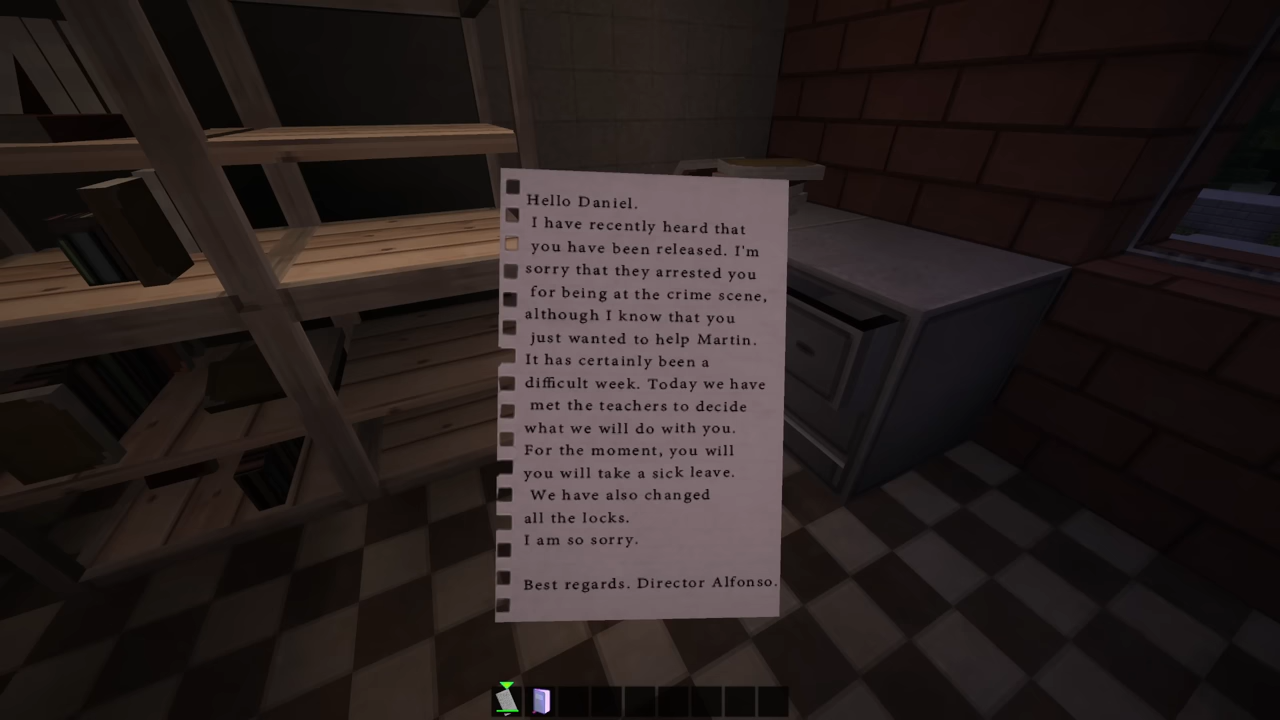 Hello Daniel.
I have recently heard that
you have been released. I'm
sorry that they arrested you
for being at the crime scene,
although I know that you
just wanted to help Martin.
It has certainly been a
difficult week. Today we have
met the teachers to decide
what we will do with you.
For the moment, you will
you will take a sick leave.
We have also changed
all the locks.
I am so sorry.
Best regards. Director Alfonso.